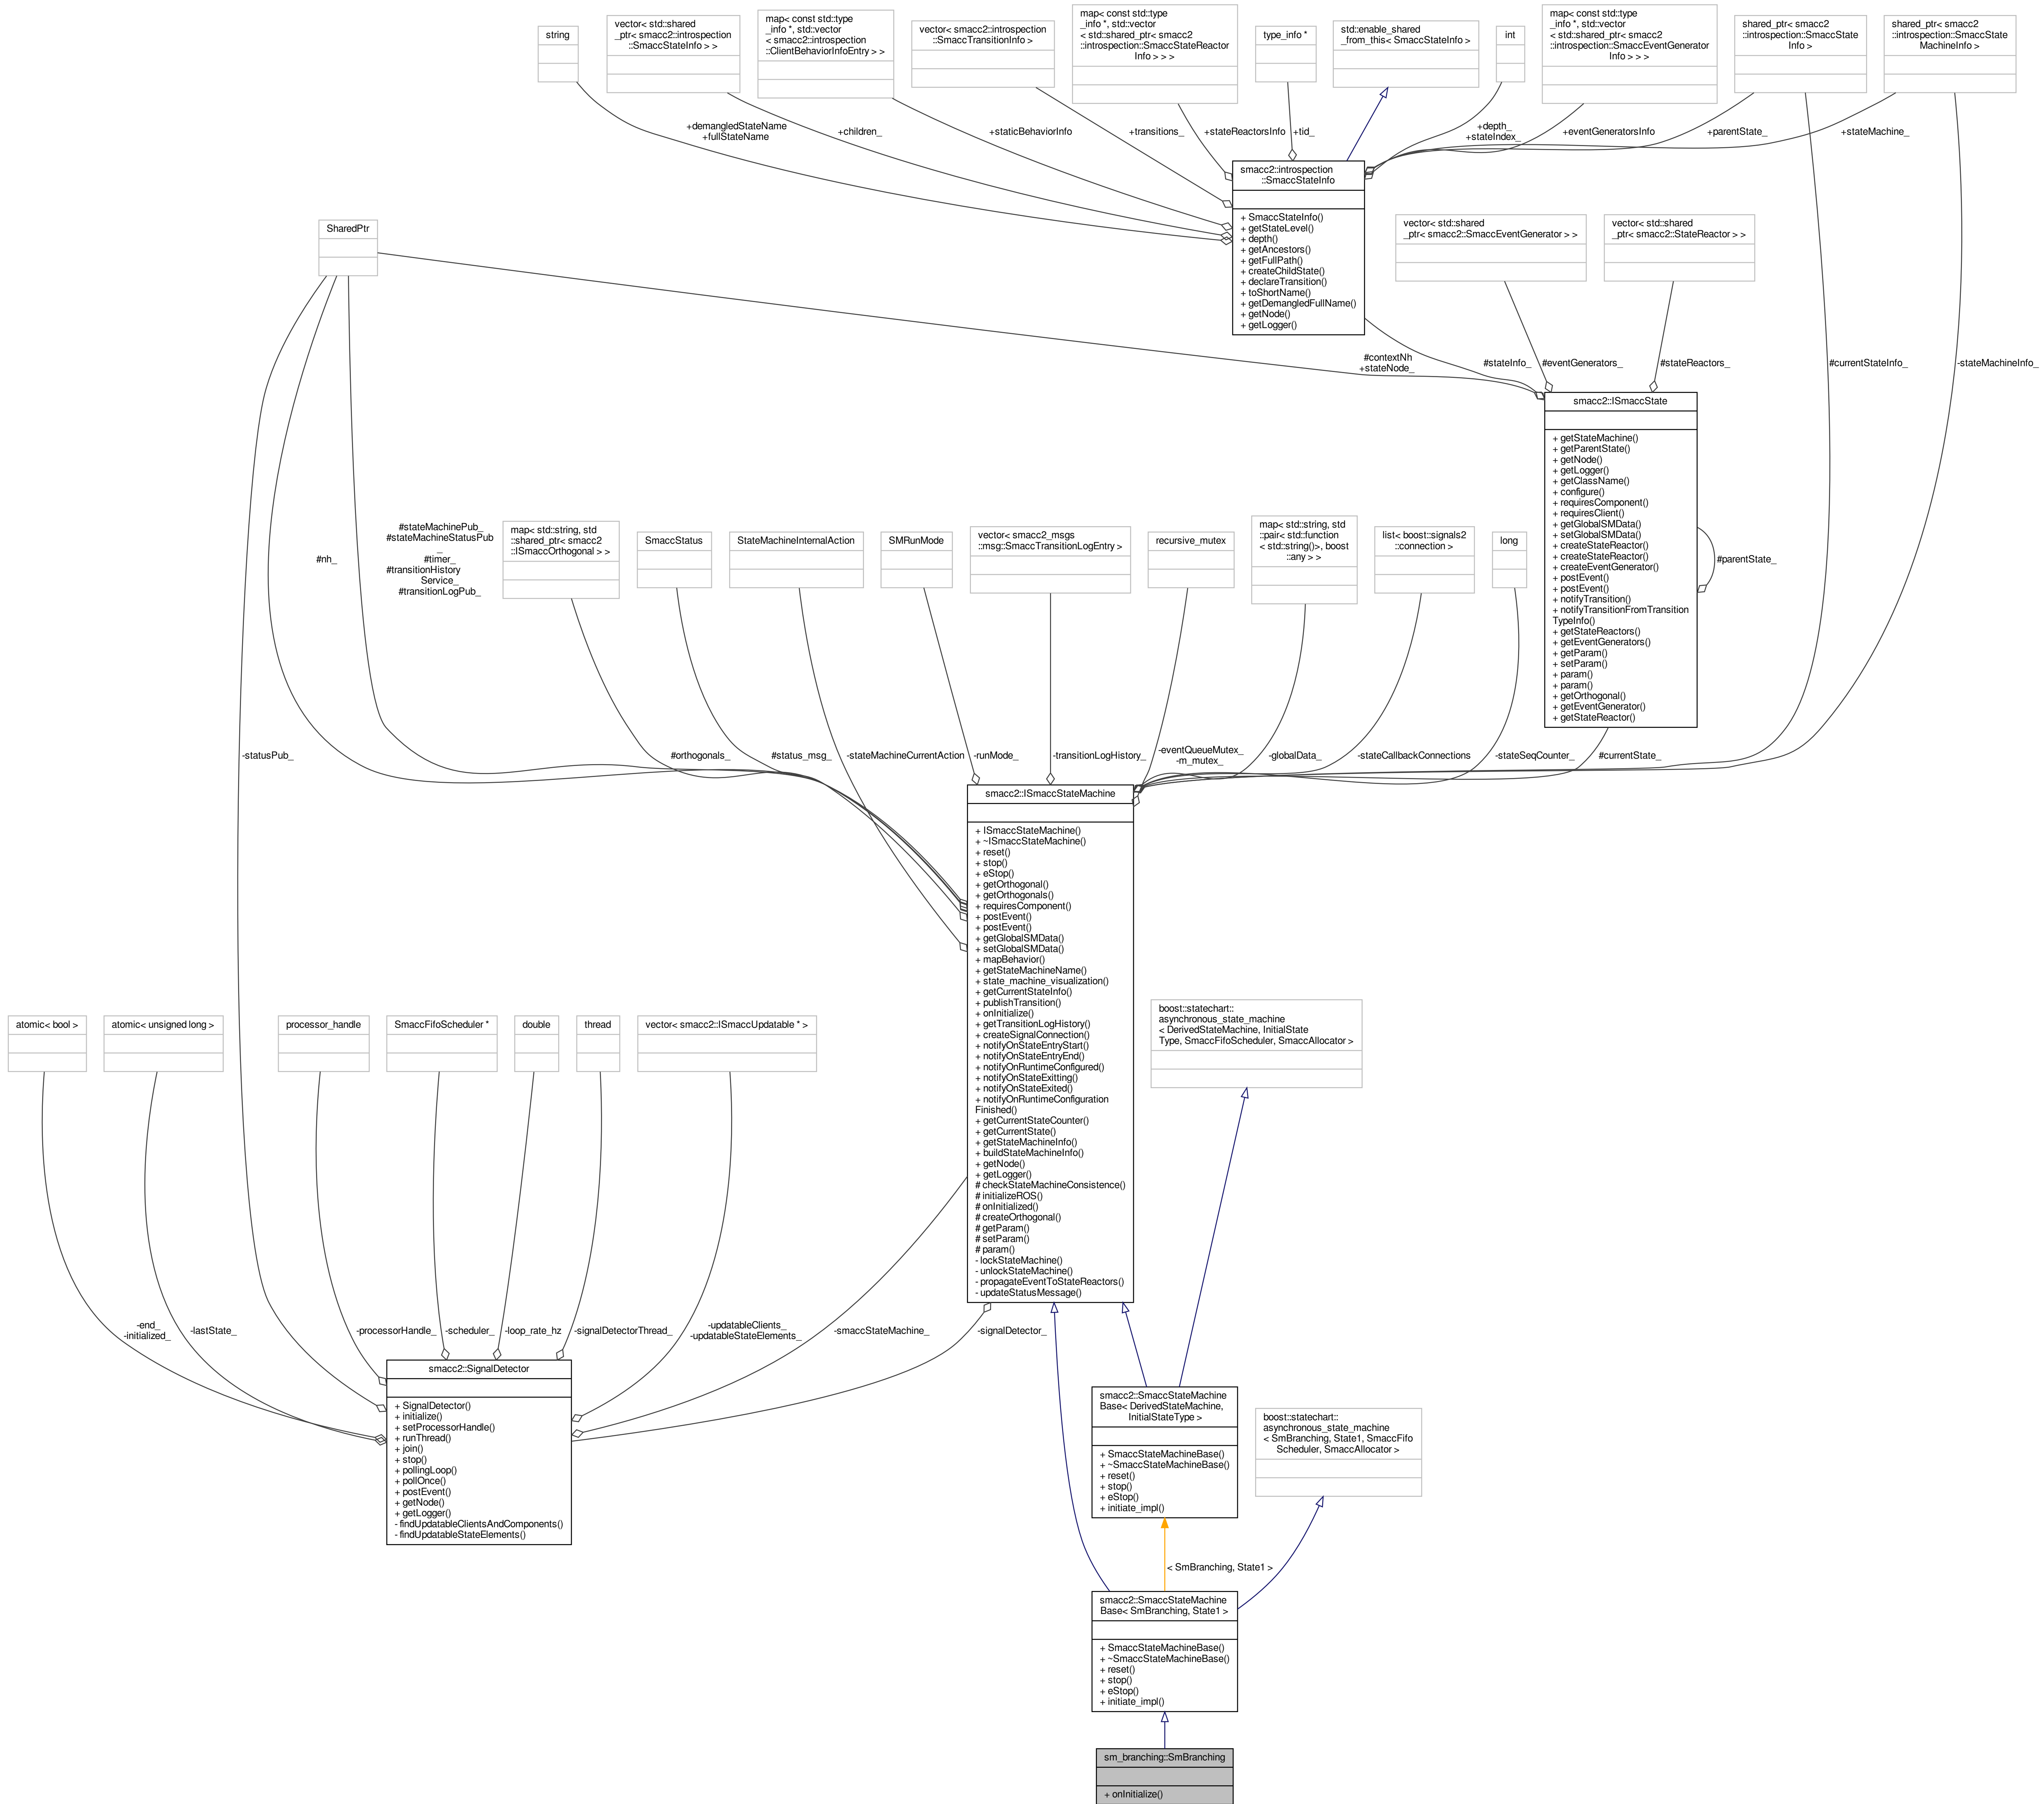 string
vector< std::shared
_ptr< smacc2::introspection
::SmaccStateInfo > >
map< const std::type
_info *, std::vector
< smacc2::introspection
::ClientBehaviorInfoEntry > >
vector< smacc2::introspection
::SmaccTransitionInfo >
map< const std::type
_info *, std::vector
< std::shared_ptr< smacc2
::introspection::SmaccStateReactor
Info > > >
type_info *
std::enable_shared
_from_this< SmaccStateInfo >
int
map< const std::type
_info *, std::vector
< std::shared_ptr< smacc2
::introspection::SmaccEventGenerator
Info > > >
shared_ptr< smacc2
::introspection::SmaccState
Info >
shared_ptr< smacc2
::introspection::SmaccState
MachineInfo >
+demangledStateName
+fullStateName
+children_
+staticBehaviorInfo
+transitions_
+stateReactorsInfo
+tid_
+depth_
+stateIndex_
+eventGeneratorsInfo
+parentState_
+stateMachine_
smacc2::introspection
::SmaccStateInfo
+ SmaccStateInfo()
+ getStateLevel()
+ depth()
+ getAncestors()
+ getFullPath()
+ createChildState()
+ declareTransition()
+ toShortName()
+ getDemangledFullName()
+ getNode()
+ getLogger()
SharedPtr
vector< std::shared
_ptr< smacc2::SmaccEventGenerator > >
vector< std::shared
_ptr< smacc2::StateReactor > >
#contextNh
+stateNode_
#stateInfo_
#eventGenerators_
#stateReactors_
#currentStateInfo_
-stateMachineInfo_
smacc2::ISmaccState
+ getStateMachine()
+ getParentState()
+ getNode()
+ getLogger()
+ getClassName()
+ configure()
+ requiresComponent()
+ requiresClient()
+ getGlobalSMData()
+ setGlobalSMData()
+ createStateReactor()
+ createStateReactor()
+ createEventGenerator()
+ postEvent()
+ postEvent()
+ notifyTransition()
+ notifyTransitionFromTransition
TypeInfo()
+ getStateReactors()
+ getEventGenerators()
+ getParam()
+ setParam()
+ param()
+ param()
+ getOrthogonal()
+ getEventGenerator()
+ getStateReactor()
#parentState_
#nh_
#stateMachinePub_
#stateMachineStatusPub
_
#timer_
#transitionHistory
Service_
#transitionLogPub_
map< std::string, std
::shared_ptr< smacc2
::ISmaccOrthogonal > >
SmaccStatus
StateMachineInternalAction
SMRunMode
vector< smacc2_msgs
::msg::SmaccTransitionLogEntry >
recursive_mutex
map< std::string, std
::pair< std::function
< std::string()>, boost
::any > >
list< boost::signals2
::connection >
long
-statusPub_
#orthogonals_
#status_msg_
-stateMachineCurrentAction
-runMode_
-transitionLogHistory_
-eventQueueMutex_
-m_mutex_
-globalData_
-stateCallbackConnections
-stateSeqCounter_
#currentState_
smacc2::ISmaccStateMachine
+ ISmaccStateMachine()
+ ~ISmaccStateMachine()
+ reset()
+ stop()
+ eStop()
+ getOrthogonal()
+ getOrthogonals()
+ requiresComponent()
+ postEvent()
+ postEvent()
+ getGlobalSMData()
+ setGlobalSMData()
+ mapBehavior()
+ getStateMachineName()
+ state_machine_visualization()
+ getCurrentStateInfo()
+ publishTransition()
+ onInitialize()
+ getTransitionLogHistory()
+ createSignalConnection()
+ notifyOnStateEntryStart()
+ notifyOnStateEntryEnd()
+ notifyOnRuntimeConfigured()
+ notifyOnStateExitting()
+ notifyOnStateExited()
+ notifyOnRuntimeConfiguration
Finished()
+ getCurrentStateCounter()
+ getCurrentState()
+ getStateMachineInfo()
+ buildStateMachineInfo()
+ getNode()
+ getLogger()
# checkStateMachineConsistence()
# initializeROS()
# onInitialized()
# createOrthogonal()
# getParam()
# setParam()
# param()
- lockStateMachine()
- unlockStateMachine()
- propagateEventToStateReactors()
- updateStatusMessage()
boost::statechart::
asynchronous_state_machine
< DerivedStateMachine, InitialState
Type, SmaccFifoScheduler, SmaccAllocator >
atomic< bool >
atomic< unsigned long >
processor_handle
SmaccFifoScheduler *
double
thread
vector< smacc2::ISmaccUpdatable * >
-end_
-initialized_
-lastState_
-processorHandle_
-scheduler_
-loop_rate_hz
-signalDetectorThread_
-updatableClients_
-updatableStateElements_
-smaccStateMachine_
-signalDetector_
smacc2::SignalDetector
+ SignalDetector()
+ initialize()
+ setProcessorHandle()
+ runThread()
+ join()
+ stop()
+ pollingLoop()
+ pollOnce()
+ postEvent()
+ getNode()
+ getLogger()
- findUpdatableClientsAndComponents()
- findUpdatableStateElements()
smacc2::SmaccStateMachine
Base< DerivedStateMachine,
InitialStateType >
+ SmaccStateMachineBase()
+ ~SmaccStateMachineBase()
+ reset()
+ stop()
+ eStop()
+ initiate_impl()
boost::statechart::
asynchronous_state_machine
< SmBranching, State1, SmaccFifo
Scheduler, SmaccAllocator >
< SmBranching, State1 >
smacc2::SmaccStateMachine
Base< SmBranching, State1 >
+ SmaccStateMachineBase()
+ ~SmaccStateMachineBase()
+ reset()
+ stop()
+ eStop()
+ initiate_impl()
sm_branching::SmBranching
+ onInitialize()